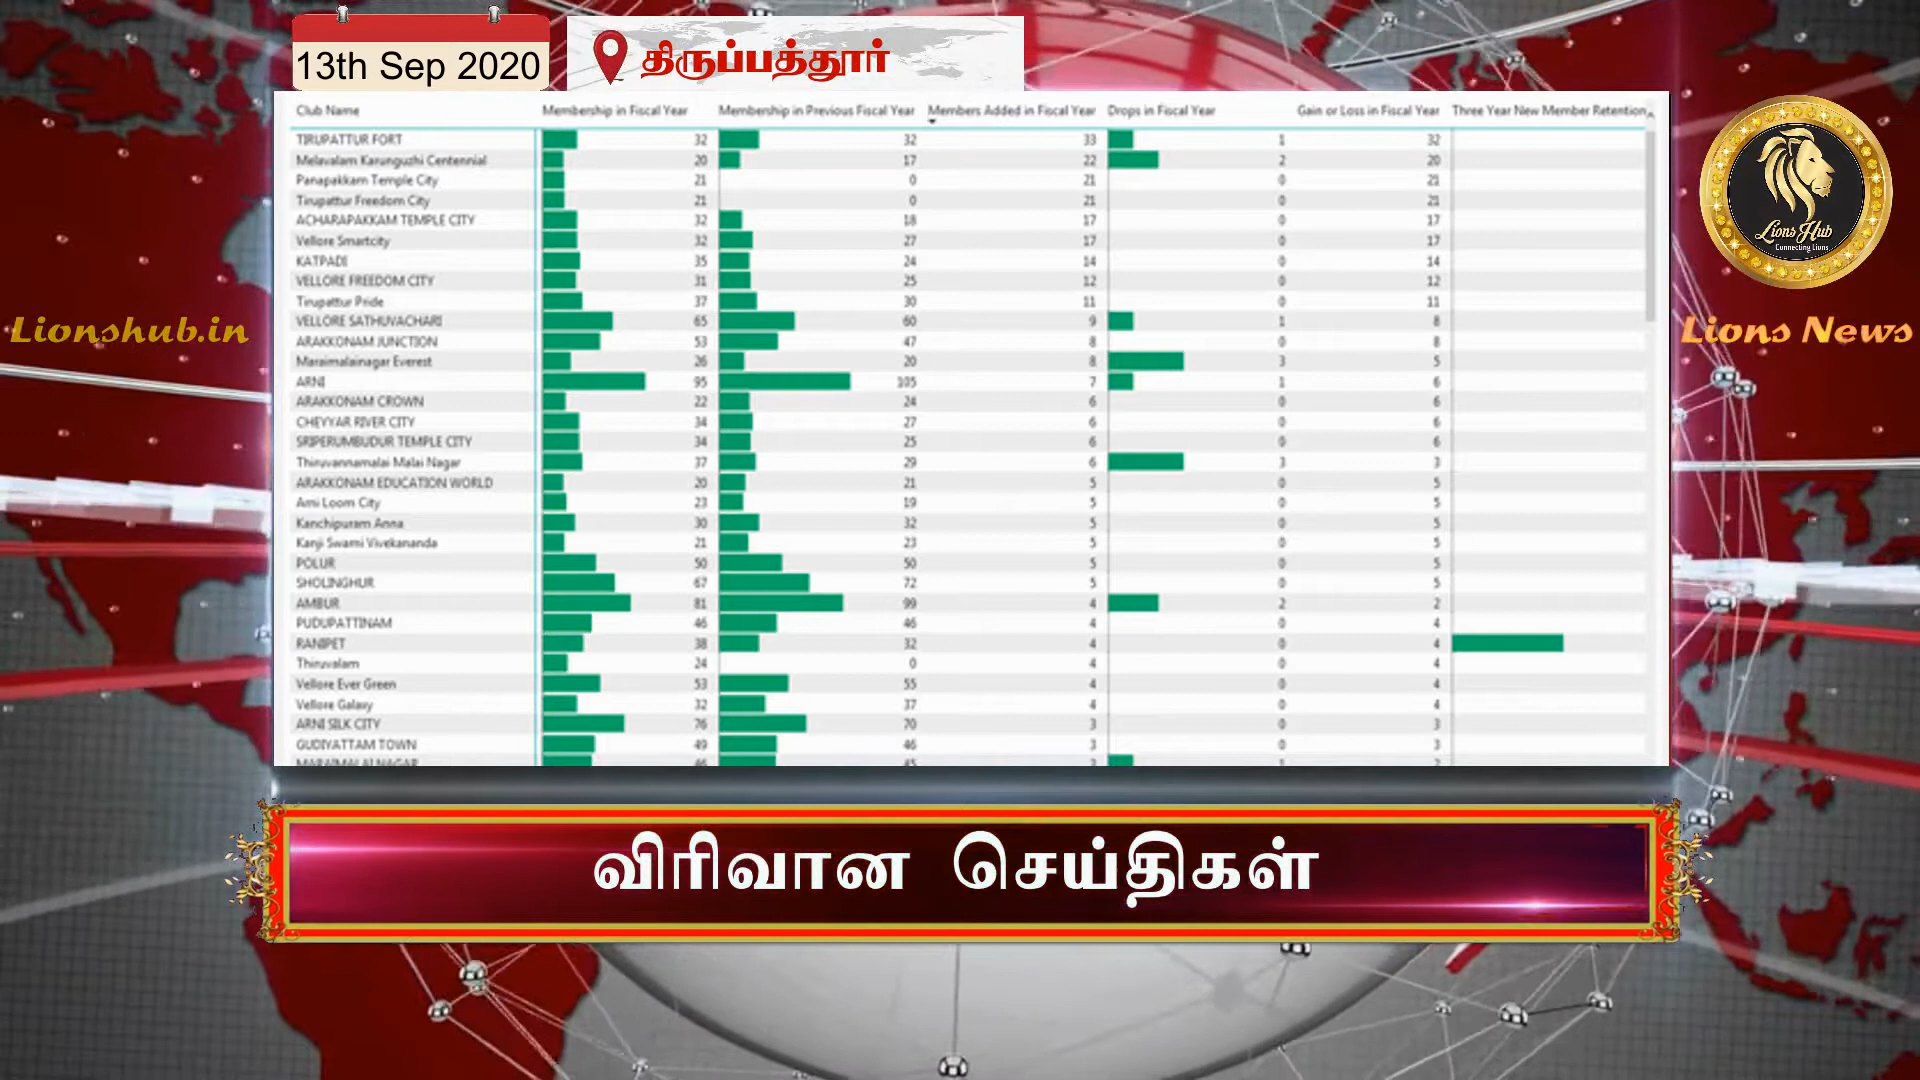 13th Sep 2020
திருப்பத்தூர்
Club Name Membership in Fiscal Year Membership in Previous Fiscal Year Members Added in Fiscal Year Drops in Fiscal Year Gain or Loss in Fiscal Year Three Year New Member Retention
TIRUPATTUR FORT 32 32 33 1 32
Melavalam Karunguzhi Centennial 20 17 22 2 20
Panapakkam Temple City 21 0 21 0 21
Tirupattur Freedom City 21 0 21 0 21
ACHARAPAKKAM TEMPLE CITY 32 18 17 0 17
Vellore Smartcity 32 27 17 0 17
KATPADI 35 24 14 0 14
VELLORE FREEDOM CITY 31 25 12 0 12
Tirupattur Pride 37 30 11 0 11
VELLORE SATHUVACHARI 65 60 9 1 8
ARAKKONAM JUNCTION 53 47 8 0 8
Maraimalainagar Everest 26 20 8 3 5
ARNI 95 105 7 1 6
ARAKKONAM CROWN 22 24 6 0 6
CHEYYAR RIVER CITY 34 27 6 0 6
SRIPERUMBUDUR TEMPLE CITY 34 25 6 0 6
Thiruvannamalai Malai Nagar 37 29 6 3 3
ARAKKONAM EDUCATION WORLD 20 21 5 0 5
Arni Loom City 23 19 5 0 5
Kanchipuram Anna 30 32 5 0 5
Kanji Swami Vivekananda 21 23 5 0 5
POLUR 50 50 5 0 5
SHOLINGHUR 67 72 5 0 5
AMBUR 81 99 4 2 2
PUDUPATTINAM 46 46 4 0 4
RANIPET 38 32 4 0 4
Thiruvalam 24 0 4 0 4
Vellore Ever Green 53 55 4 0 4
Vellore Galaxy 32 37 4 0 4
ARNI SILK CITY 76 70 3 0 3
GUDIYATTAM TOWN 49 46 3 0 3
MARAIMALAI NAGAR 46 45 3 1 2
Lions Hub
Connecting Lions
Lionshub.in
Lions News
விரிவான செய்திகள்